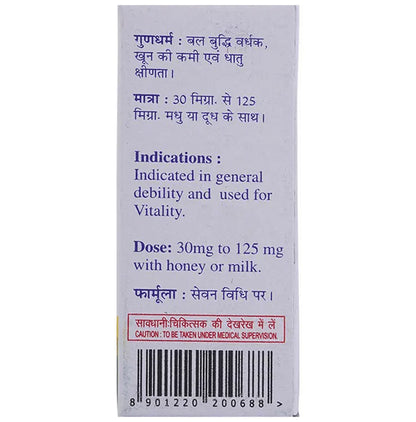 गुणधर्म : बल बुद्धि वर्धक,
खून की कमी एवं धातु
क्षीणता।
मात्रा : 30 मिग्रा. से 125
मिग्रा. मधु या दूध के साथ।
Indications :
Indicated in general
debility and used for
Vitality.
Dose: 30mg to 125 mg
with honey or milk.
फार्मूला : सेवन विधि पर।
सावधानी:चिकित्सक की देखरेख में लें
CAUTION : TO BE TAKEN UNDER MEDICAL SUPERVISION.
8 901220 200688 >